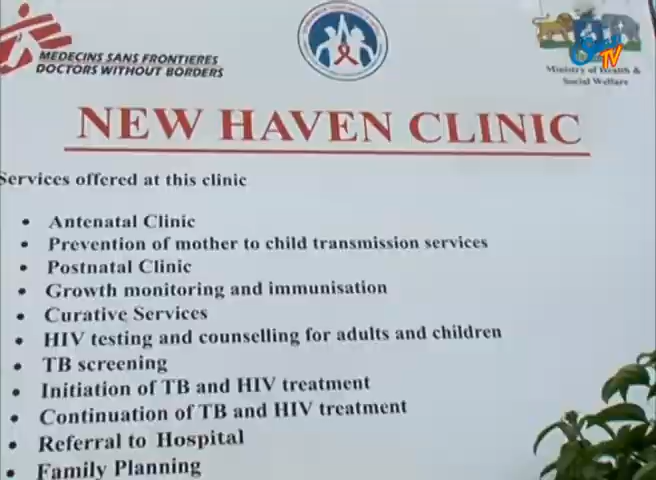 MEDECINS SANS FRONTIERES
DOCTORS WITHOUT BORDERS
TV
Ministry of Health &
Social Welfare
NEW HAVEN CLINIC
Services offered at this clinic
• Antenatal Clinic
• Prevention of mother to child transmission services
• Postnatal Clinic
• Growth monitoring and immunisation
• Curative Services
• HIV testing and counselling for adults and children
• TB screening
• Initiation of TB and HIV treatment
• Continuation of TB and HIV treatment
• Referral to Hospital
• Family Planning